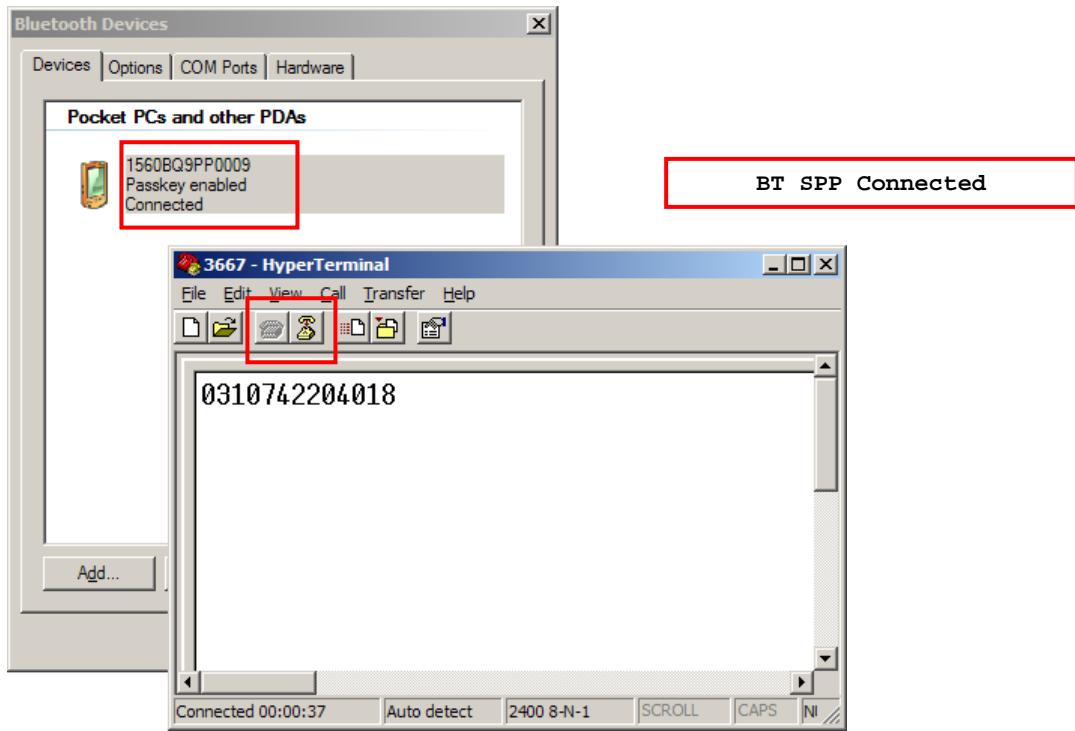 Bluetooth Devices
Devices Options COM Ports Hardware
Pocket PCs and other PDAs
1560BQ9PP0009
Passkey enabled
Connected
BT SPP Connected
3667 - HyperTerminal
File Edit View Call Transfer Help
0310742204018
Add...
Connected 00:00:37 Auto detect 2400 8-N-1 SCROLL CAPS